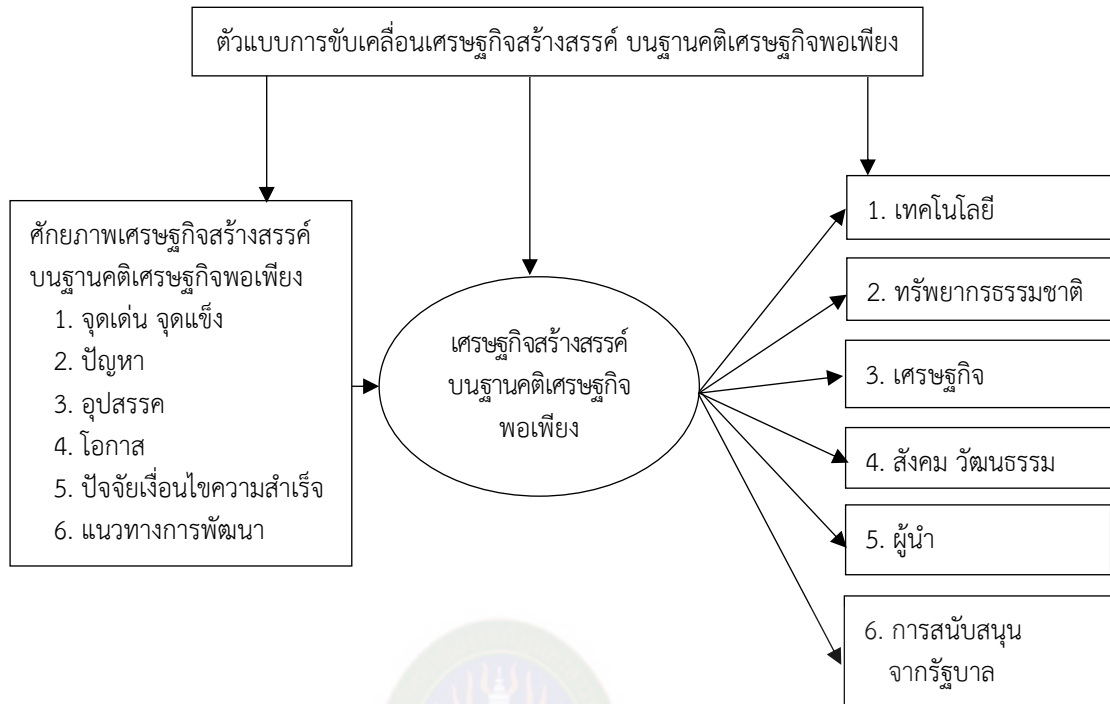 ตัวแบบการขับเคลื่อนเศรษฐกิจสร้างสรรค์ บนฐานคติเศรษฐกิจพอเพียง
ศักยภาพเศรษฐกิจสร้างสรรค์
บนฐานคติเศรษฐกิจพอเพียง
1. จุดเด่น จุดแข็ง
2. ปัญหา
3. อุปสรรค
4. โอกาส
5. ปัจจัยเงื่อนไขความสำเร็จ
6. แนวทางการพัฒนา
เศรษฐกิจสร้างสรรค์
บนฐานคติเศรษฐกิจ
พอเพียง
1. เทคโนโลยี
2. ทรัพยากรธรรมชาติ
3. เศรษฐกิจ
4. สังคม วัฒนธรรม
5. ผู้นำ
6. การสนับสนุน
จากรัฐบาล